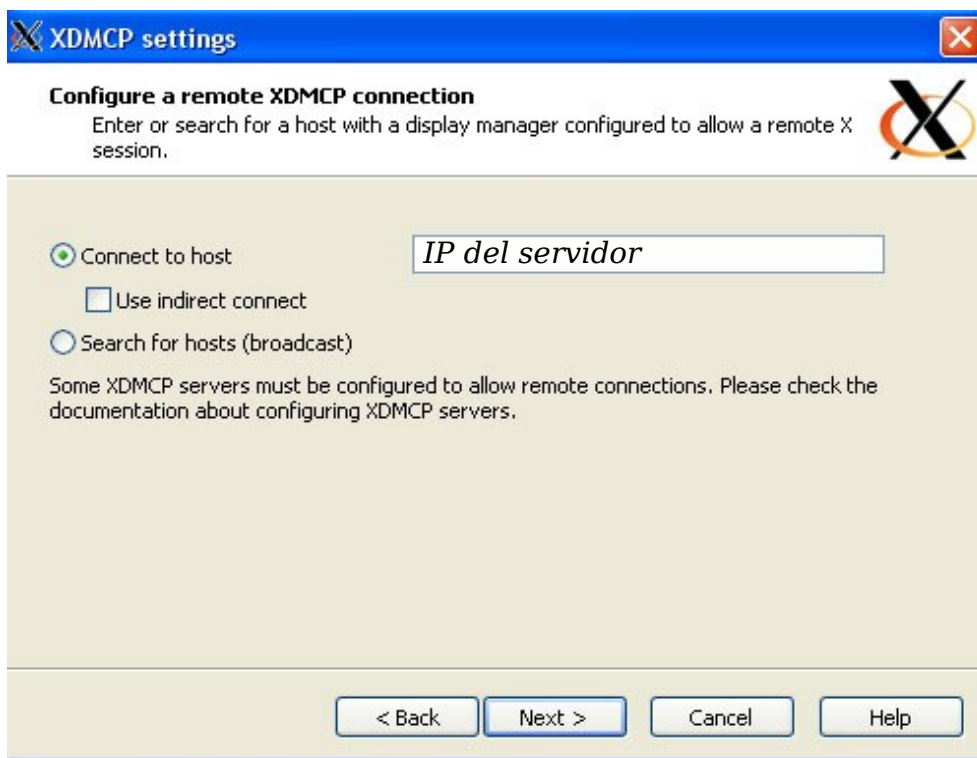 XDMCP settings
Configure a remote XDMCP connection
Enter or search for a host with a display manager configured to allow a remote X
session.
Connect to host
IP del servidor
Use indirect connect
Search for hosts (broadcast)
Some XDMCP servers must be configured to allow remote connections. Please check the
documentation about configuring XDMCP servers.
< Back
Next >
Cancel
Help